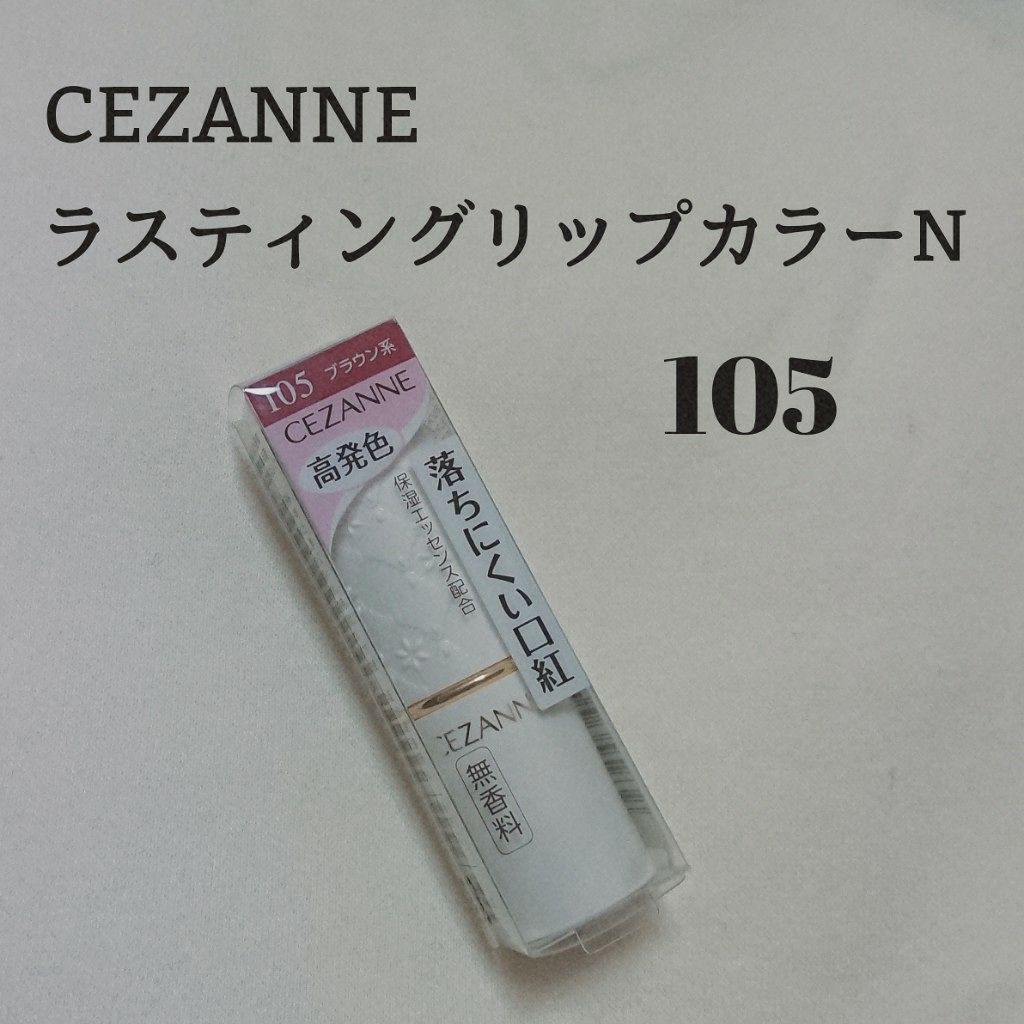 CEZANNE
ラスティングリップカラーN
105
105 ブラウン系
CEZANNE
高発色
落ちにくい口紅
保湿エッセンス配合
CEZANN
無香料